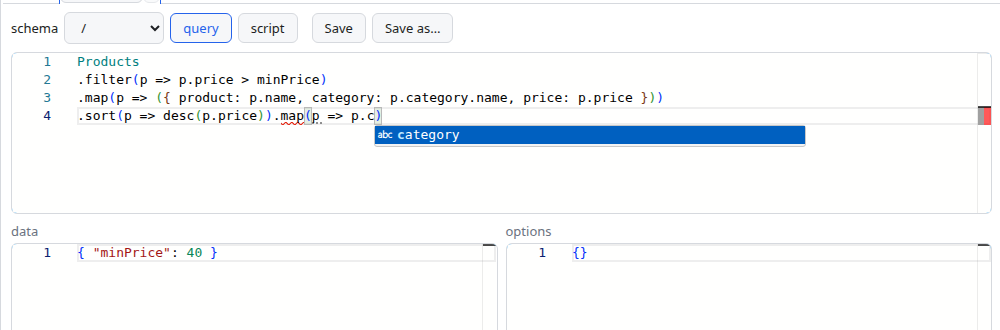 schema / query script Save Save as...
1 Products
2 .filter(p => p.price > minPrice)
3 .map(p => ({ product: p.name, category: p.category.name, price: p.price }))
4 .sort(p => desc(p.price)).map(p => p.c)
abc category
data options
1 { "minPrice": 40 } 1 {}